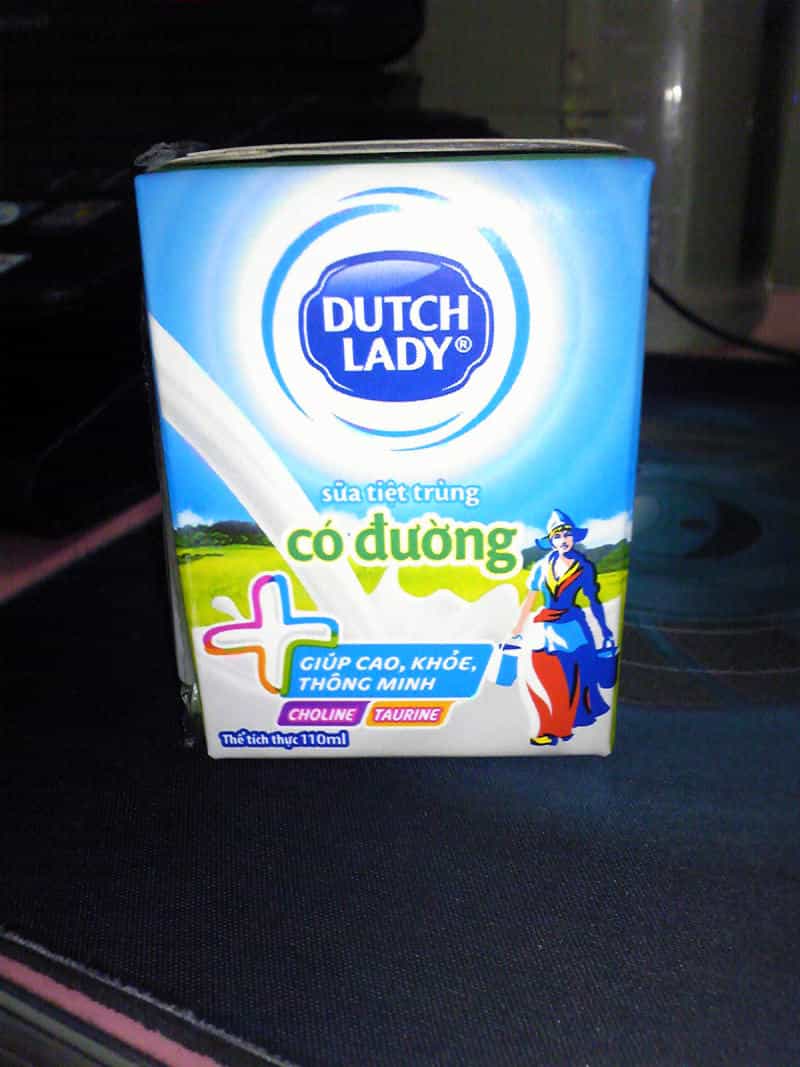 DUTCH
LADY®
sữa tiệt trùng
có đường
GIÚP CAO, KHỎE,
THÔNG MINH
CHOLINE TAURINE
Thể tích thực 110ml